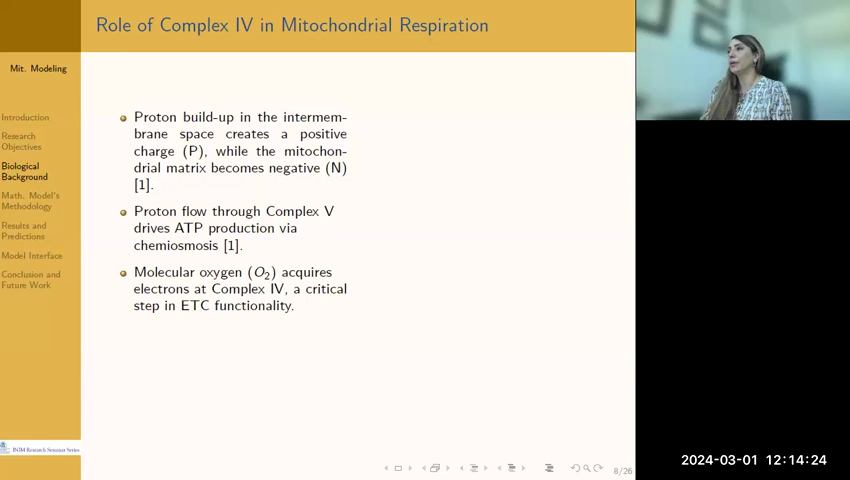 Role of Complex IV in Mitochondrial Respiration
Mit. Modeling
Introduction
Research
Objectives
Biological
Background
Math. Model's
Methodology
Results and
Predictions
Model Interface
Conclusion and
Future Work
Proton build-up in the intermem-
brane space creates a positive
charge (P), while the mitochon-
drial matrix becomes negative (N)
[1].
Proton flow through Complex V
drives ATP production via
chemiosmosis [1].
Molecular oxygen (O₂) acquires
electrons at Complex IV, a critical
step in ETC functionality.
Research Seminar Series
8/26
2024-03-01 12:14:24